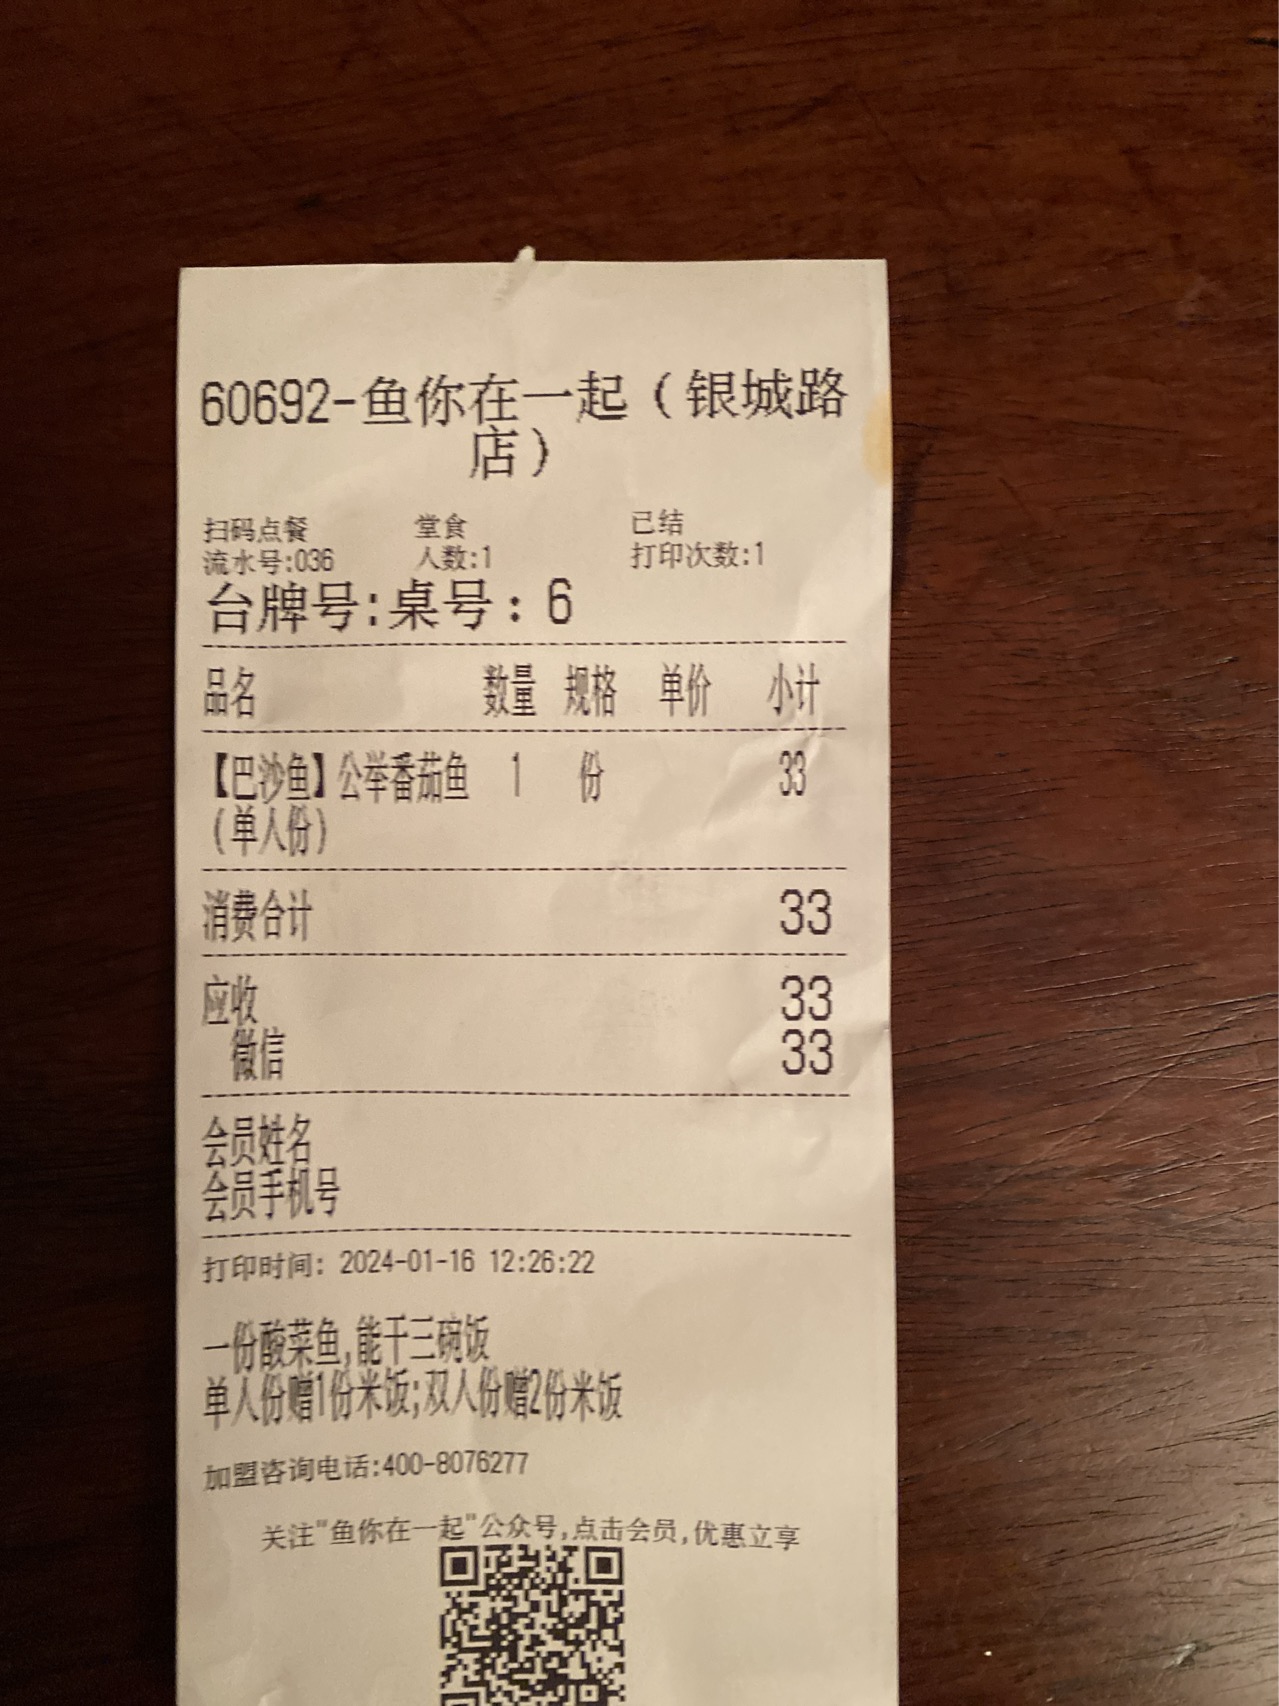 60692-鱼你在一起（银城路
店）
扫码点餐 堂食 已结
流水号:036 人数:1 打印次数:1
台牌号:桌号：6
品名 数量 规格 单价 小计
【巴沙鱼】公举番茄鱼 1 份 33
（单人份）
消费合计 33
应收 33
微信 33
会员姓名
会员手机号
打印时间: 2024-01-16 12:26:22
一份酸菜鱼,能干三碗饭
单人份赠1份米饭;双人份赠2份米饭
加盟咨询电话:400-8076277
关注"鱼你在一起"公众号,点击会员,优惠立享